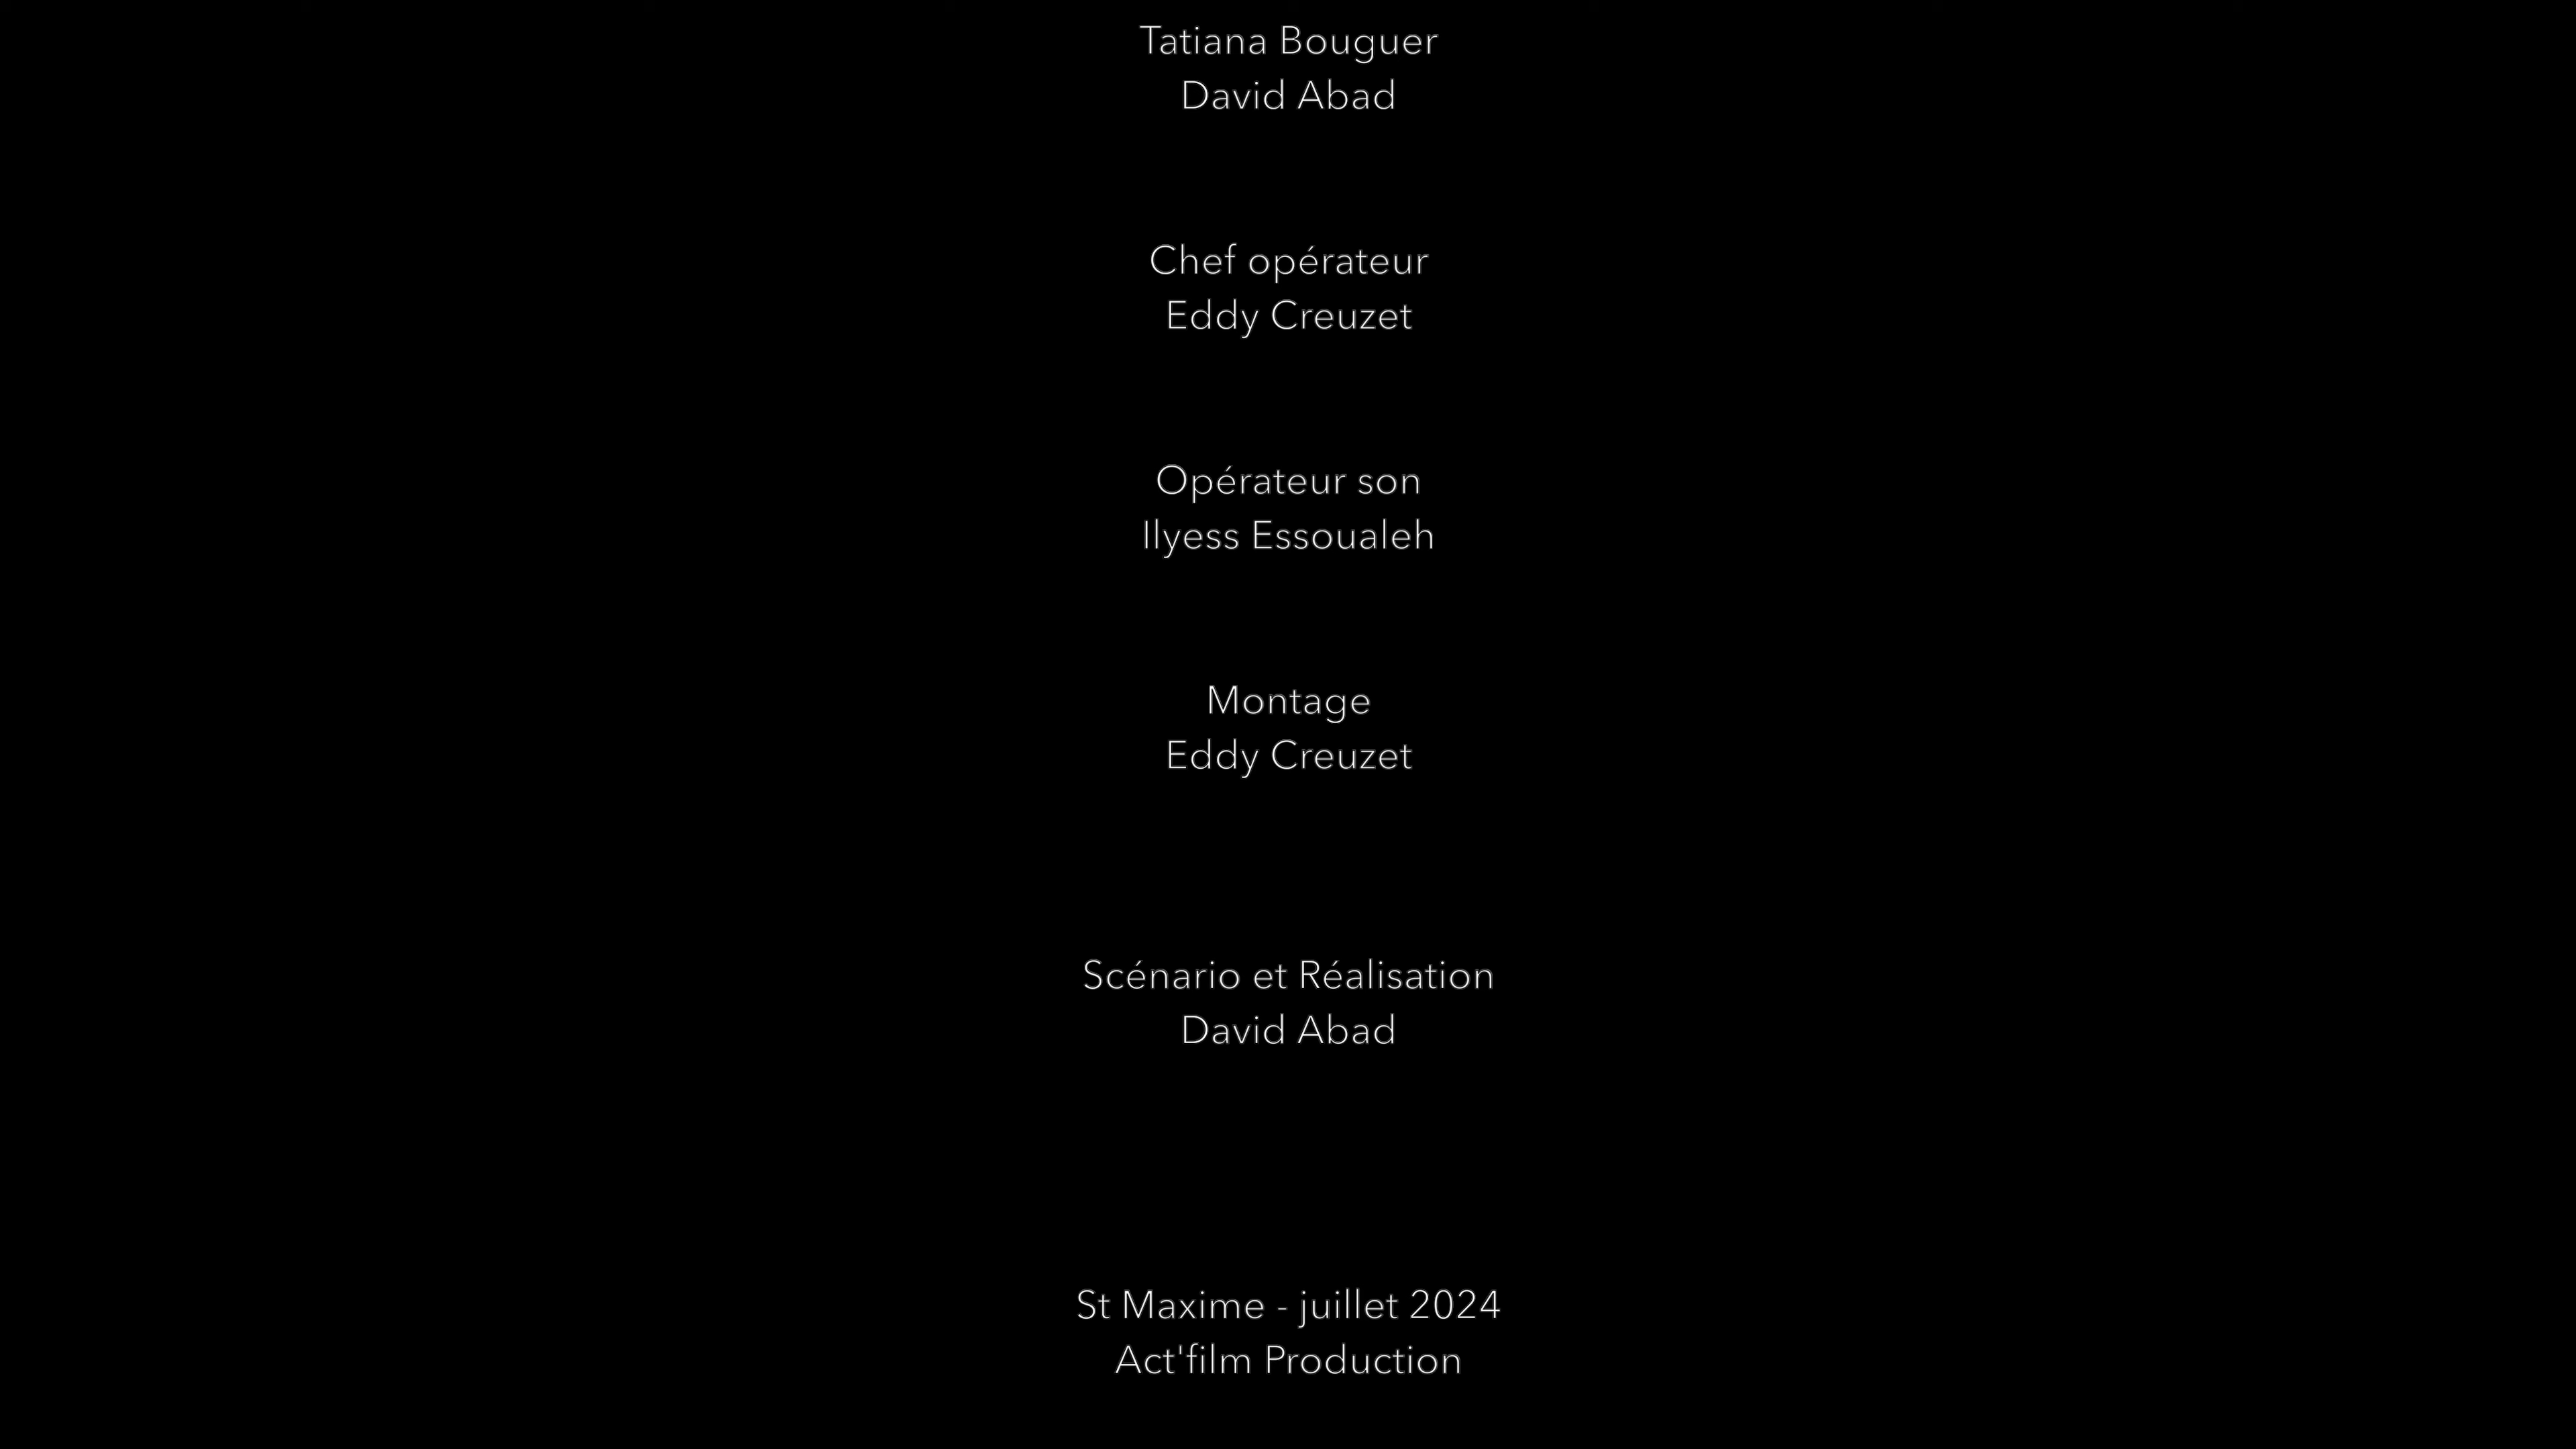 Tatiana Bouguer
David Abad
Chef opérateur
Eddy Creuzet
Opérateur son
Ilyess Essoualeh
Montage
Eddy Creuzet
Scénario et Réalisation
David Abad
St Maxime - juillet 2024
Act'film Production